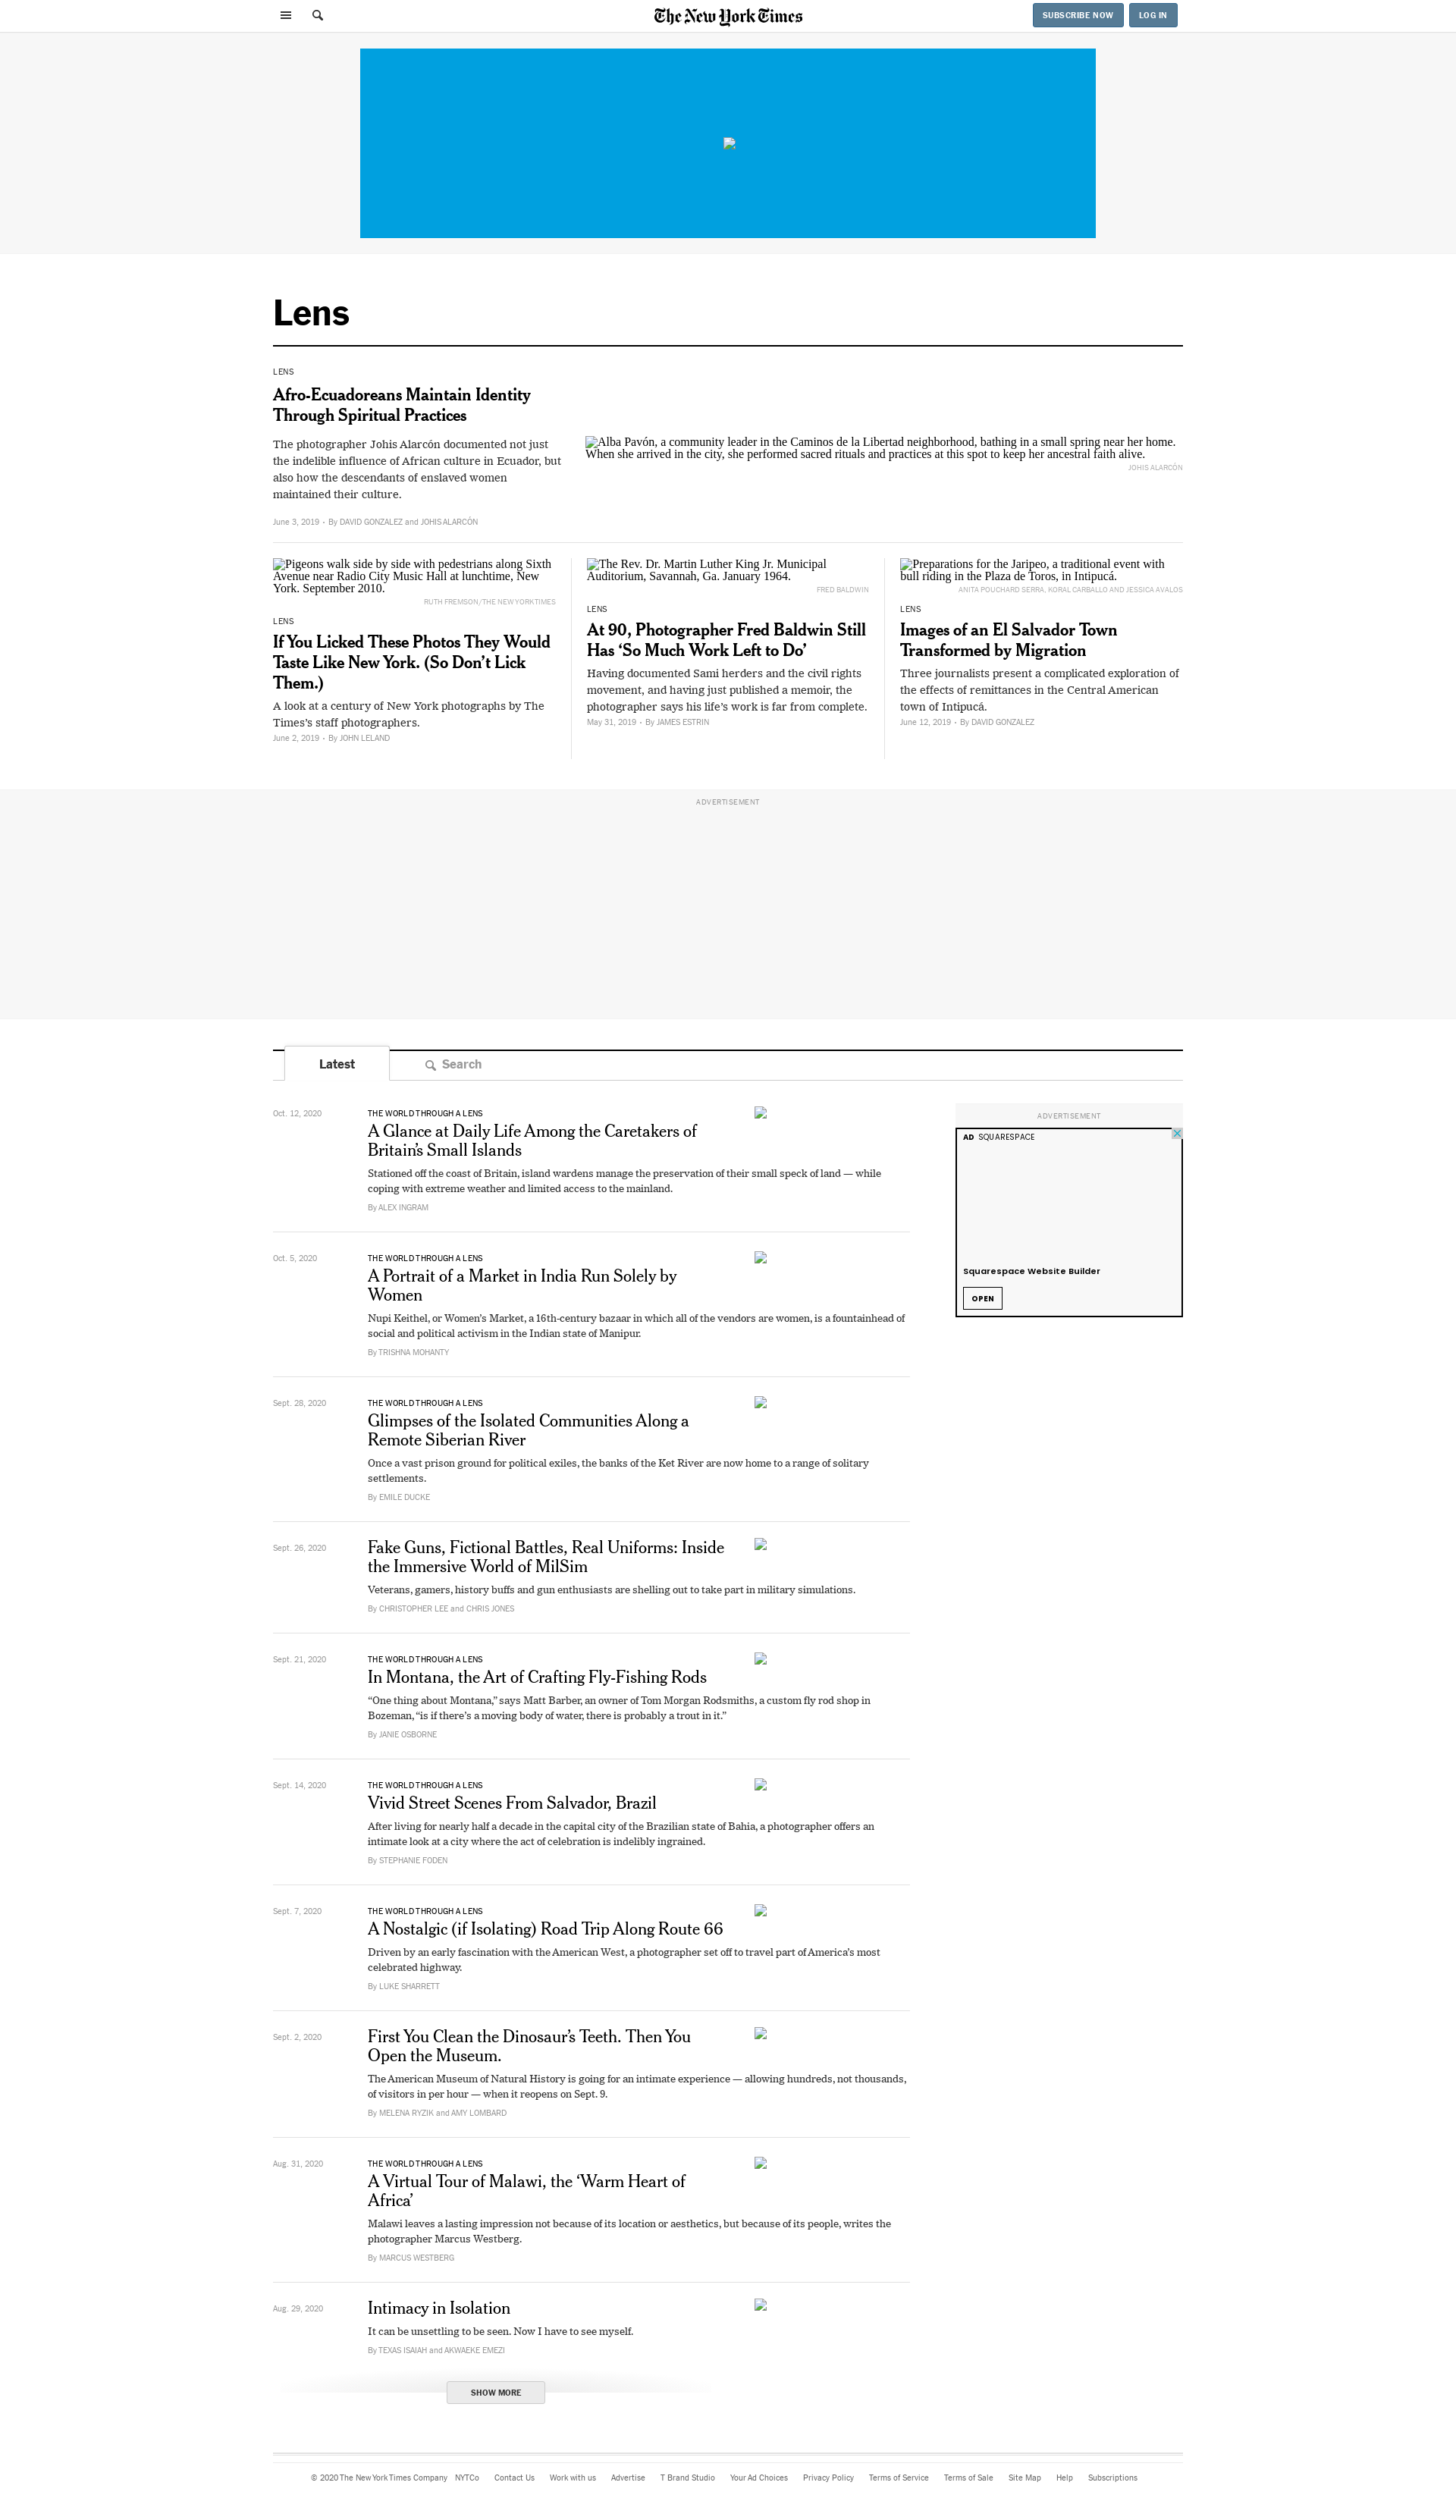 The New York Times
SUBSCRIBE NOW
LOG IN
Lens
LENS
Afro-Ecuadoreans Maintain Identity
Through Spiritual Practices
The photographer Johis Alarcón documented not just
the indelible influence of African culture in Ecuador, but
also how the descendants of enslaved women
maintained their culture.
June 3, 2019 • By DAVID GONZALEZ and JOHIS ALARCÓN
Alba Pavón, a community leader in the Caminos de la Libertad neighborhood, bathing in a small spring near her home.
When she arrived in the city, she performed sacred rituals and practices at this spot to keep her ancestral faith alive.
JOHIS ALARCÓN
Pigeons walk side by side with pedestrians along Sixth
Avenue near Radio City Music Hall at lunchtime, New
York. September 2010.
RUTH FREMSON/THE NEW YORK TIMES
LENS
If You Licked These Photos They Would
Taste Like New York. (So Don’t Lick
Them.)
A look at a century of New York photographs by The
Times’s staff photographers.
June 2, 2019 • By JOHN LELAND
The Rev. Dr. Martin Luther King Jr. Municipal
Auditorium, Savannah, Ga. January 1964.
FRED BALDWIN
LENS
At 90, Photographer Fred Baldwin Still
Has ‘So Much Work Left to Do’
Having documented Sami herders and the civil rights
movement, and having just published a memoir, the
photographer says his life’s work is far from complete.
May 31, 2019 • By JAMES ESTRIN
Preparations for the Jaripeo, a traditional event with
bull riding in the Plaza de Toros, in Intipucá.
ANITA POUCHARD SERRA, KORAL CARBALLO AND JESSICA AVALOS
LENS
Images of an El Salvador Town
Transformed by Migration
Three journalists present a complicated exploration of
the effects of remittances in the Central American
town of Intipucá.
June 12, 2019 • By DAVID GONZALEZ
ADVERTISEMENT
Latest
Search
Oct. 12, 2020
THE WORLD THROUGH A LENS
A Glance at Daily Life Among the Caretakers of
Britain’s Small Islands
Stationed off the coast of Britain, island wardens manage the preservation of their small speck of land — while
coping with extreme weather and limited access to the mainland.
By ALEX INGRAM
ADVERTISEMENT
AD SQUARESPACE
Squarespace Website Builder
OPEN
Oct. 5, 2020
THE WORLD THROUGH A LENS
A Portrait of a Market in India Run Solely by
Women
Nupi Keithel, or Women’s Market, a 16th-century bazaar in which all of the vendors are women, is a fountainhead of
social and political activism in the Indian state of Manipur.
By TRISHNA MOHANTY
Sept. 28, 2020
THE WORLD THROUGH A LENS
Glimpses of the Isolated Communities Along a
Remote Siberian River
Once a vast prison ground for political exiles, the banks of the Ket River are now home to a range of solitary
settlements.
By EMILE DUCKE
Sept. 26, 2020
Fake Guns, Fictional Battles, Real Uniforms: Inside
the Immersive World of MilSim
Veterans, gamers, history buffs and gun enthusiasts are shelling out to take part in military simulations.
By CHRISTOPHER LEE and CHRIS JONES
Sept. 21, 2020
THE WORLD THROUGH A LENS
In Montana, the Art of Crafting Fly-Fishing Rods
“One thing about Montana,” says Matt Barber, an owner of Tom Morgan Rodsmiths, a custom fly rod shop in
Bozeman, “is if there’s a moving body of water, there is probably a trout in it.”
By JANIE OSBORNE
Sept. 14, 2020
THE WORLD THROUGH A LENS
Vivid Street Scenes From Salvador, Brazil
After living for nearly half a decade in the capital city of the Brazilian state of Bahia, a photographer offers an
intimate look at a city where the act of celebration is indelibly ingrained.
By STEPHANIE FODEN
Sept. 7, 2020
THE WORLD THROUGH A LENS
A Nostalgic (if Isolating) Road Trip Along Route 66
Driven by an early fascination with the American West, a photographer set off to travel part of America’s most
celebrated highway.
By LUKE SHARRETT
Sept. 2, 2020
First You Clean the Dinosaur’s Teeth. Then You
Open the Museum.
The American Museum of Natural History is going for an intimate experience — allowing hundreds, not thousands,
of visitors in per hour — when it reopens on Sept. 9.
By MELENA RYZIK and AMY LOMBARD
Aug. 31, 2020
THE WORLD THROUGH A LENS
A Virtual Tour of Malawi, the ‘Warm Heart of
Africa’
Malawi leaves a lasting impression not because of its location or aesthetics, but because of its people, writes the
photographer Marcus Westberg.
By MARCUS WESTBERG
Aug. 29, 2020
Intimacy in Isolation
It can be unsettling to be seen. Now I have to see myself.
By TEXAS ISAIAH and AKWAEKE EMEZI
SHOW MORE
© 2020 The New York Times Company NYTCo Contact Us Work with us Advertise T Brand Studio Your Ad Choices Privacy Policy Terms of Service Terms of Sale Site Map Help Subscriptions